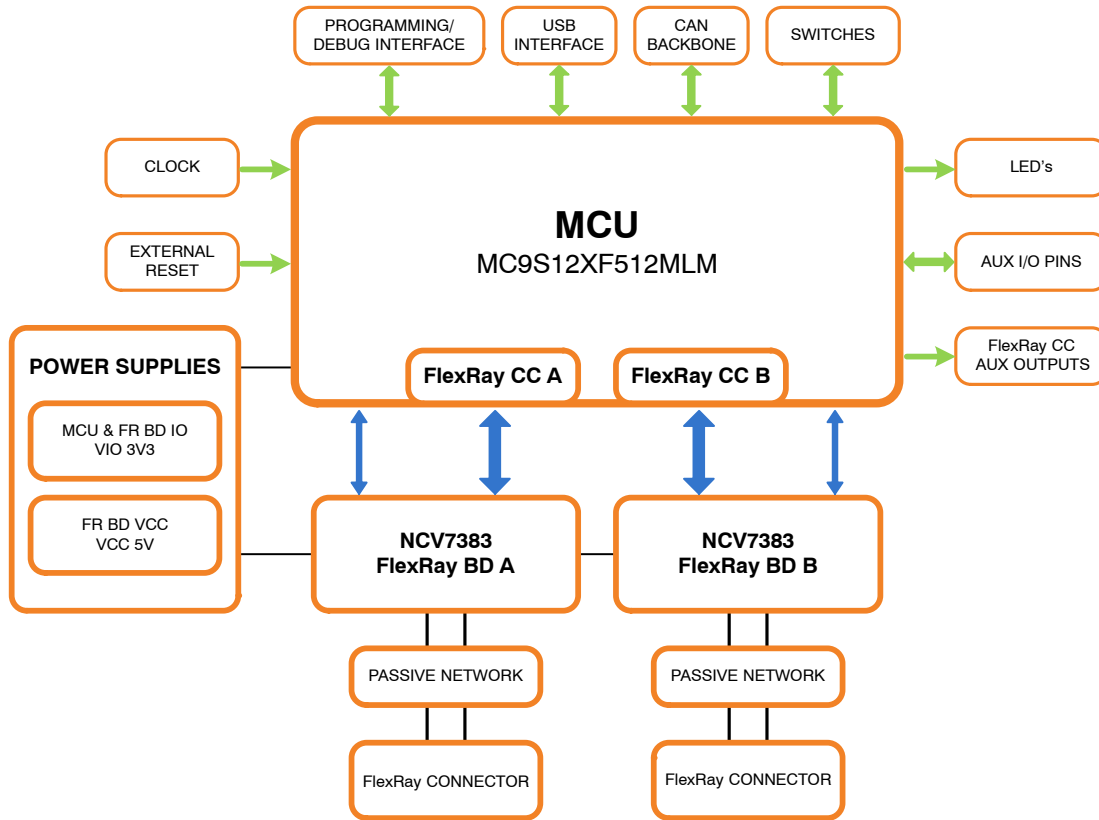 PROGRAMMING/
DEBUG INTERFACE
USB
INTERFACE
CAN
BACKBONE
SWITCHES
CLOCK
EXTERNAL
RESET
MCU
MC9S12XF512MLM
LED's
AUX I/O PINS
FlexRay CC
AUX OUTPUTS
FlexRay CC A
FlexRay CC B
POWER SUPPLIES
MCU & FR BD IO
VIO 3V3
FR BD VCC
VCC 5V
NCV7383
FlexRay BD A
NCV7383
FlexRay BD B
PASSIVE NETWORK
PASSIVE NETWORK
FlexRay CONNECTOR
FlexRay CONNECTOR